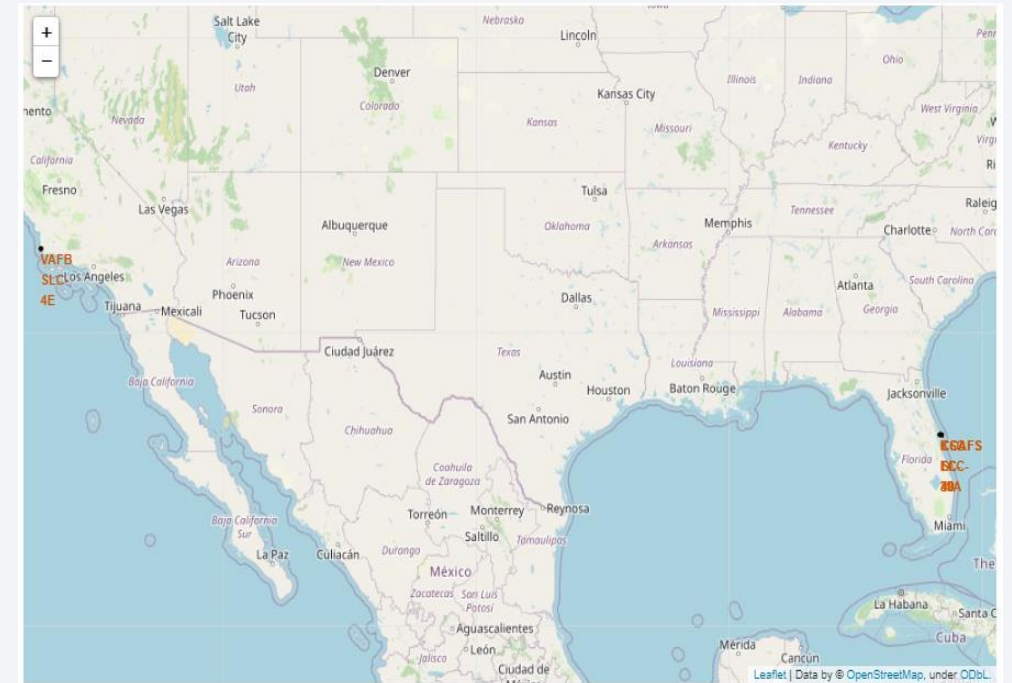 +
−
Salt Lake
City
Nebraska
Lincoln
Denver
Utah
Colorado
Kansas City
Illinois
Indiana
Ohio
Nevada
Kansas
Missouri
West Virginia
Kentucky
California
Fresno
Las Vegas
Tulsa
Albuquerque
Oklahoma
Memphis
Tennessee
Charlotte
Arkansas
VAFB
SLC-
4E
Los Angeles
Arizona
New Mexico
Phoenix
Tijuana
Mexicali
Tucson
Dallas
Atlanta
South Carolina
Mississippi
Alabama
Georgia
Ciudad Juárez
Texas
Louisiana
Baja California
Austin
Houston
Baton Rouge
Jacksonville
Sonora
Chihuahua
San Antonio
Florida
Coahuila
de Zaragoza
Torreón
Monterrey
Reynosa
Saltillo
Tamaulipas
Miami
Baja California
Sur
La Paz
Culiacán
Durango
México
The
Zacatecas
San Luis
Potosí
La Habana
Santa C
Aguascalientes
Cuba
León
Jalisco
Mérida
Cancún
Ciudad de
Leaflet | Data by © OpenStreetMap, under ODbL.